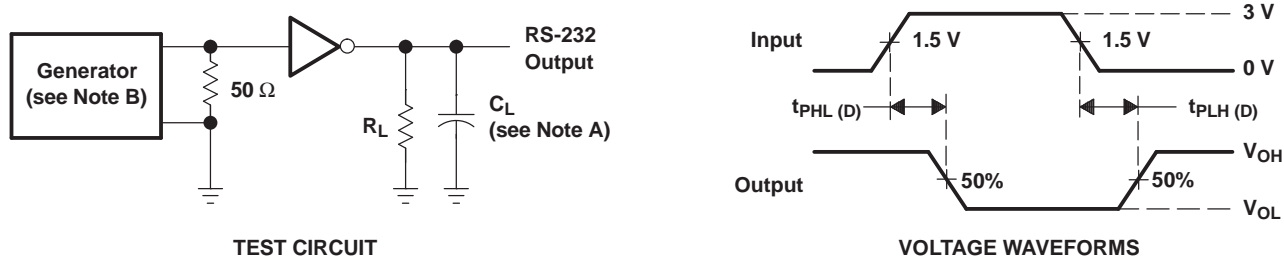 Generator
(see Note B)
50 Ω
RS-232
Output
RL
CL
(see Note A)
TEST CIRCUIT
Input
1.5 V
1.5 V
3 V
0 V
tPHL (D)
tPLH (D)
Output
50%
50%
VOH
VOL
VOLTAGE WAVEFORMS